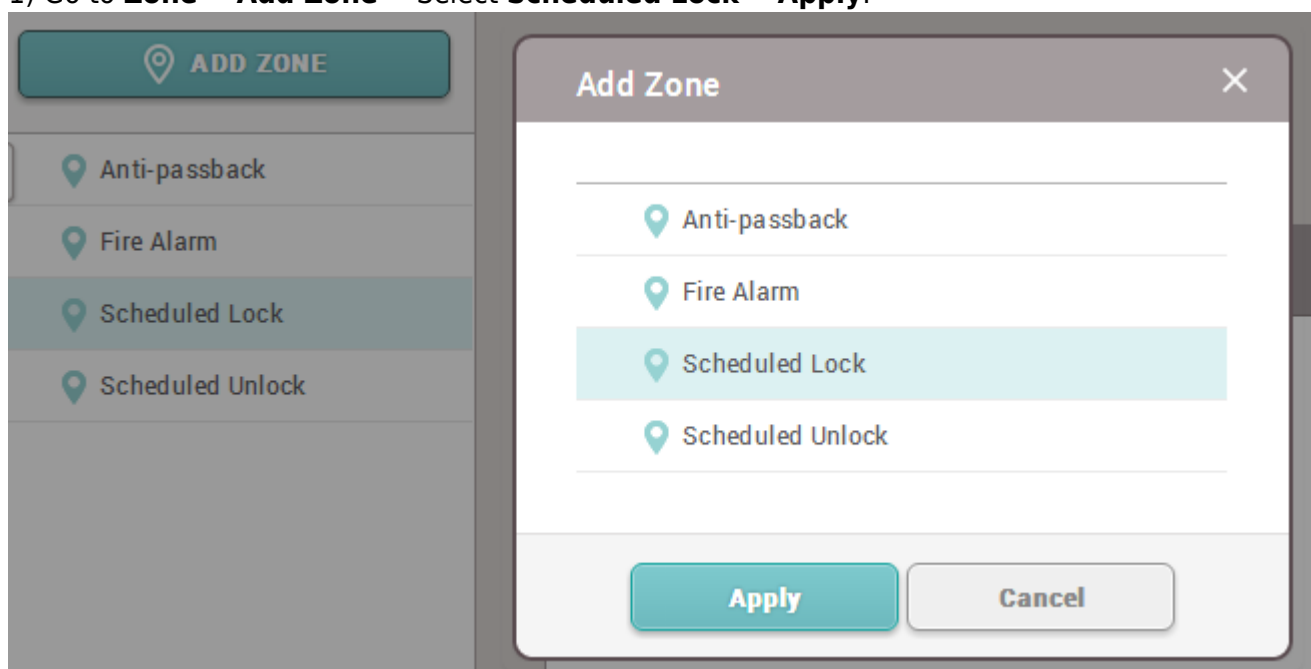 1) Go to Zone - Add Zone - Select Scheduled Lock - Apply.
ADD ZONE
Anti-passback
Fire Alarm
Scheduled Lock
Scheduled Unlock
Add Zone
Anti-passback
Fire Alarm
Scheduled Lock
Scheduled Unlock
Apply
Cancel